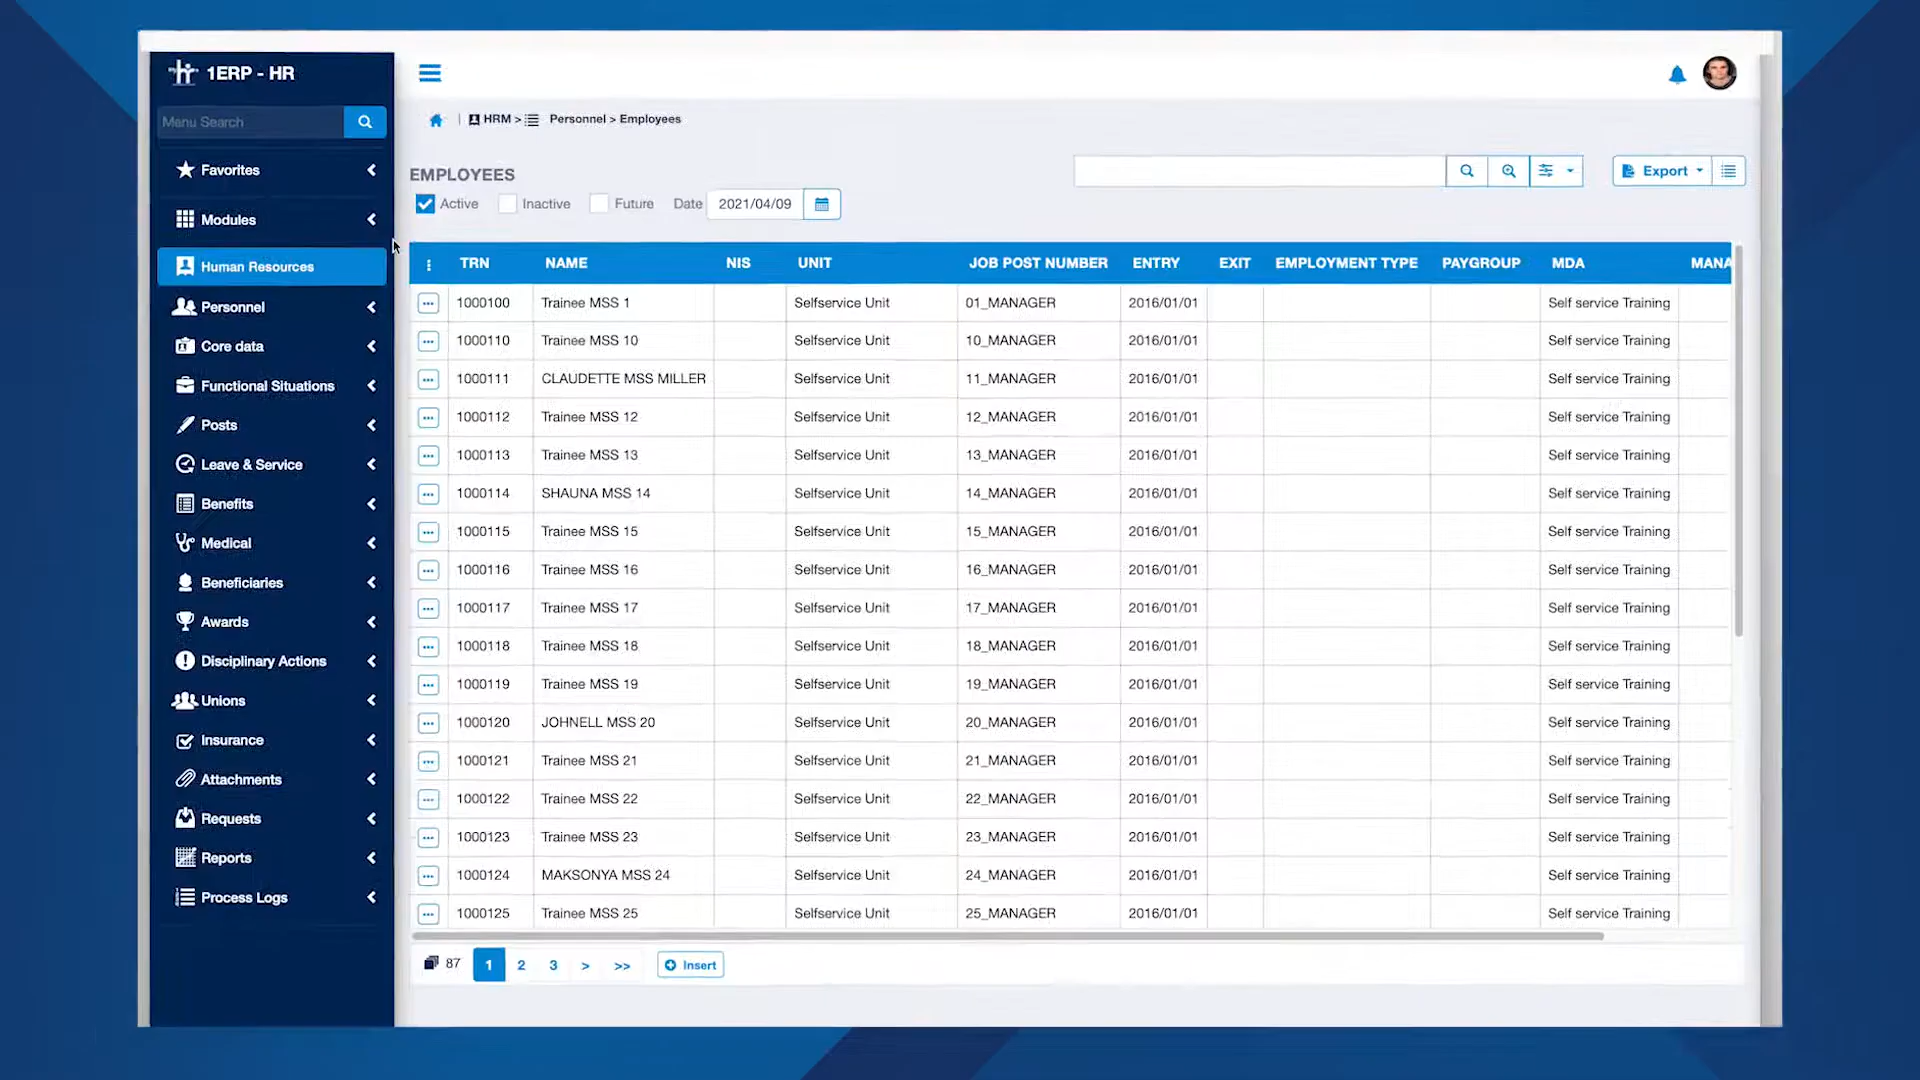 1ERP - HR
Menu Search
Favorites
Modules
Human Resources
Personnel
Core data
Functional Situations
Posts
Leave & Service
Benefits
Medical
Beneficiaries
Awards
Disciplinary Actions
Unions
Insurance
Attachments
Requests
Reports
Process Logs
| HRM > Personnel > Employees
EMPLOYEES
Active Inactive Future Date 2021/04/09
Export
TRN NAME NIS UNIT JOB POST NUMBER ENTRY EXIT EMPLOYMENT TYPE PAYGROUP MDA MANA
1000100 Trainee MSS 1 Selfservice Unit 01_MANAGER 2016/01/01 Self service Training
1000110 Trainee MSS 10 Selfservice Unit 10_MANAGER 2016/01/01 Self service Training
1000111 CLAUDETTE MSS MILLER Selfservice Unit 11_MANAGER 2016/01/01 Self service Training
1000112 Trainee MSS 12 Selfservice Unit 12_MANAGER 2016/01/01 Self service Training
1000113 Trainee MSS 13 Selfservice Unit 13_MANAGER 2016/01/01 Self service Training
1000114 SHAUNA MSS 14 Selfservice Unit 14_MANAGER 2016/01/01 Self service Training
1000115 Trainee MSS 15 Selfservice Unit 15_MANAGER 2016/01/01 Self service Training
1000116 Trainee MSS 16 Selfservice Unit 16_MANAGER 2016/01/01 Self service Training
1000117 Trainee MSS 17 Selfservice Unit 17_MANAGER 2016/01/01 Self service Training
1000118 Trainee MSS 18 Selfservice Unit 18_MANAGER 2016/01/01 Self service Training
1000119 Trainee MSS 19 Selfservice Unit 19_MANAGER 2016/01/01 Self service Training
1000120 JOHNELL MSS 20 Selfservice Unit 20_MANAGER 2016/01/01 Self service Training
1000121 Trainee MSS 21 Selfservice Unit 21_MANAGER 2016/01/01 Self service Training
1000122 Trainee MSS 22 Selfservice Unit 22_MANAGER 2016/01/01 Self service Training
1000123 Trainee MSS 23 Selfservice Unit 23_MANAGER 2016/01/01 Self service Training
1000124 MAKSONYA MSS 24 Selfservice Unit 24_MANAGER 2016/01/01 Self service Training
1000125 Trainee MSS 25 Selfservice Unit 25_MANAGER 2016/01/01 Self service Training
87 1 2 3 > >> Insert